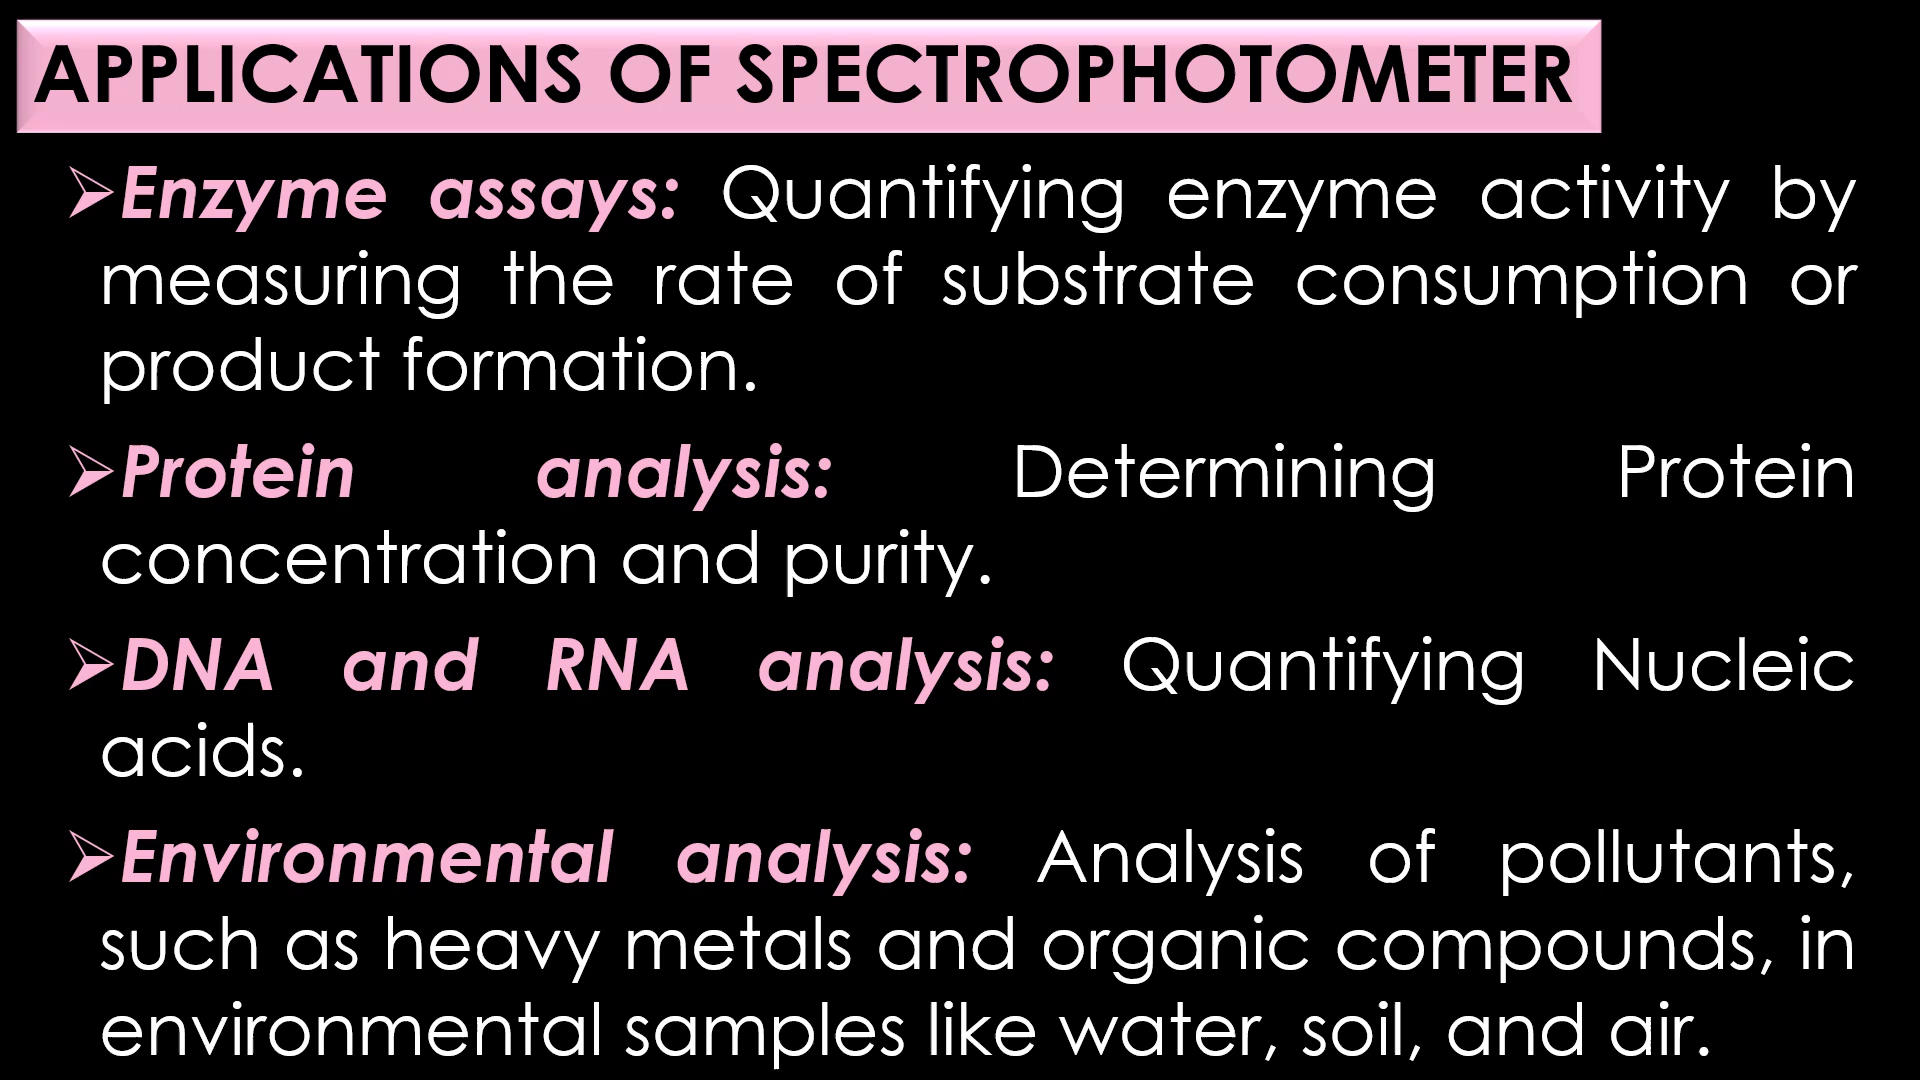 APPLICATIONS OF SPECTROPHOTOMETER
➢Enzyme assays: Quantifying enzyme activity by
measuring the rate of substrate consumption or
product formation.
➢Protein analysis: Determining Protein
concentration and purity.
➢DNA and RNA analysis: Quantifying Nucleic
acids.
➢Environmental analysis: Analysis of pollutants,
such as heavy metals and organic compounds, in
environmental samples like water, soil, and air.